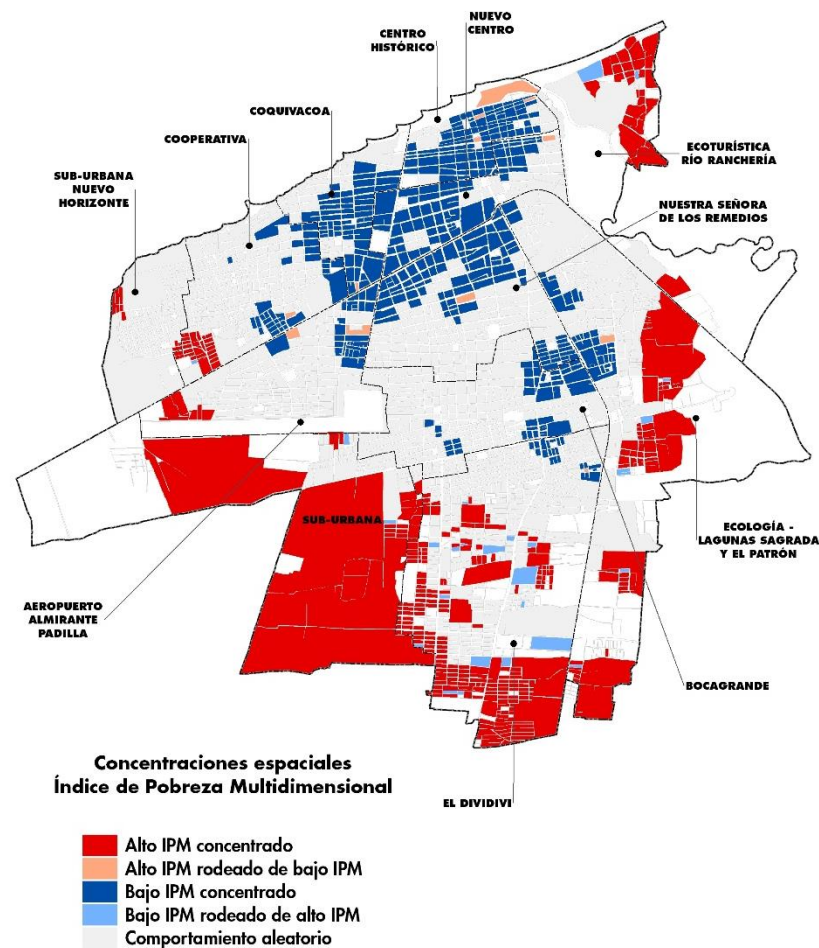 NUEVO
CENTRO
CENTRO
HISTÓRICO
COQUIVACOA
COOPERATIVA
SUB-URBANA
NUEVO
HORIZONTE
ECOTURÍSTICA
RÍO RANCHERÍA
NUESTRA SEÑORA
DE LOS REMEDIOS
SUB-URBANA
ECOLOGÍA -
LAGUNAS SAGRADA
Y EL PATRÓN
AEROPUERTO
ALMIRANTE
PADILLA
BOCAGRANDE
EL DIVIDIVI
Concentraciones espaciales
Índice de Pobreza Multidimensional
Alto IPM concentrado
Alto IPM rodeado de bajo IPM
Bajo IPM concentrado
Bajo IPM rodeado de alto IPM
Comportamiento aleatorio